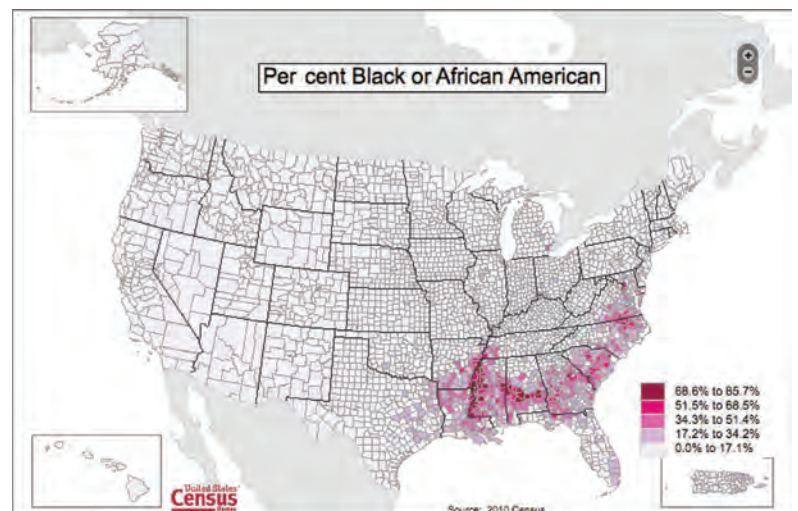 Per cent Black or African American
+
−
68.6% to 85.7%
51.5% to 68.5%
34.3% to 51.4%
17.2% to 34.2%
0.0% to 17.1%
United States®
Census
Source: 2010 Census